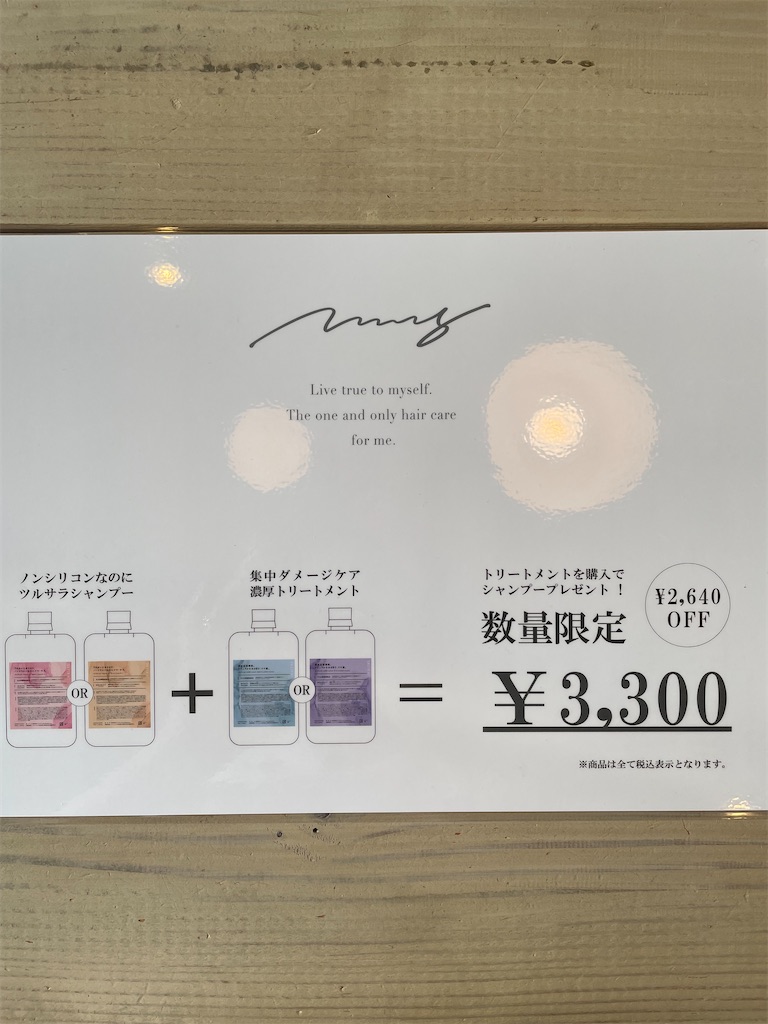 Live true to myself.
The one and only hair care
for me.
ノンシリコンなのに
ツルサラシャンプー
OR
+
集中ダメージケア
濃厚トリートメント
OR
=
トリートメントを購入で
シャンプープレゼント！
数量限定
¥2,640
OFF
¥3,300
※商品は全て税込表示となります。